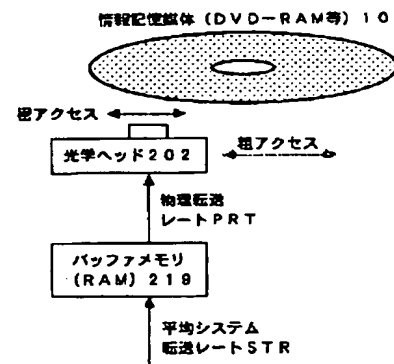 情報記憶媒体（DVD－RAM等）10
密アクセス
光学ヘッド202
粗アクセス
物理転送
レートPRT
バッファメモリ
（RAM）219
平均システム
転送レートSTR